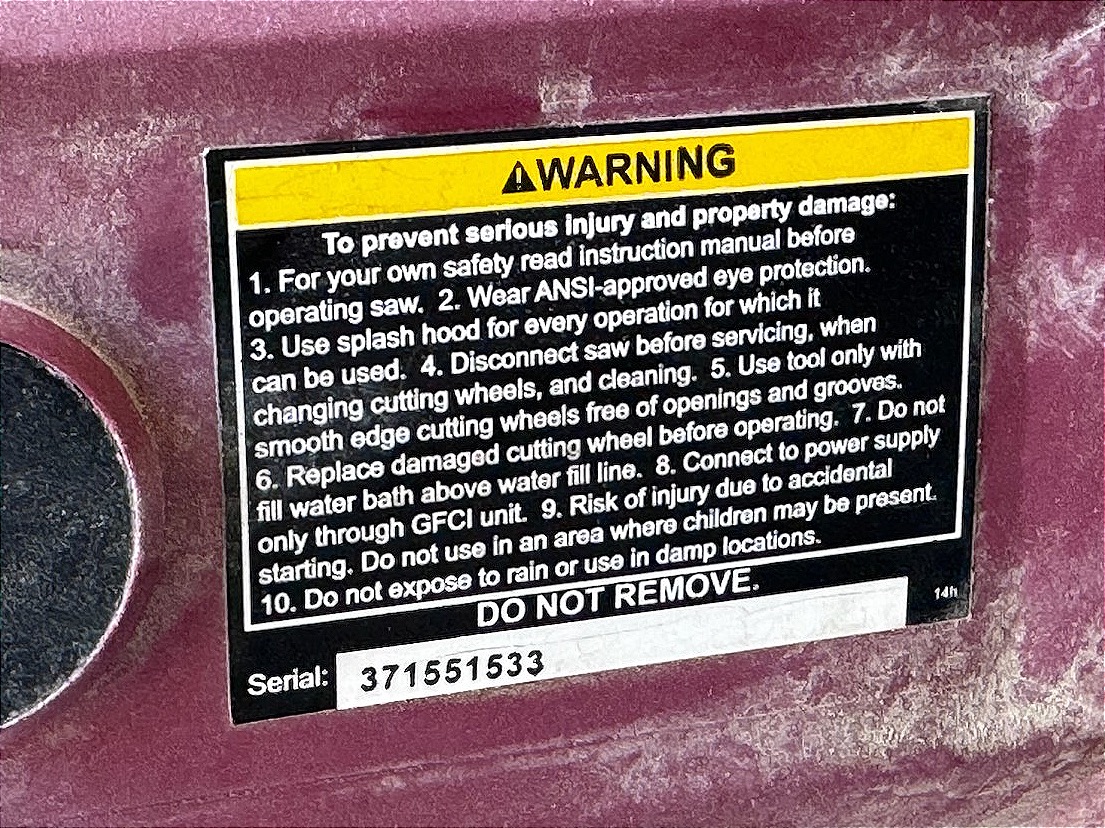 ⚠WARNING
To prevent serious injury and property damage:
1. For your own safety read instruction manual before
operating saw. 2. Wear ANSI-approved eye protection.
3. Use splash hood for every operation for which it
can be used. 4. Disconnect saw before servicing, when
changing cutting wheels, and cleaning. 5. Use tool only with
smooth edge cutting wheels free of openings and grooves.
6. Replace damaged cutting wheel before operating. 7. Do not
fill water bath above water fill line. 8. Connect to power supply
only through GFCI unit. 9. Risk of injury due to accidental
starting. Do not use in an area where children may be present.
10. Do not expose to rain or use in damp locations.
DO NOT REMOVE.
14h
Serial: 371551533